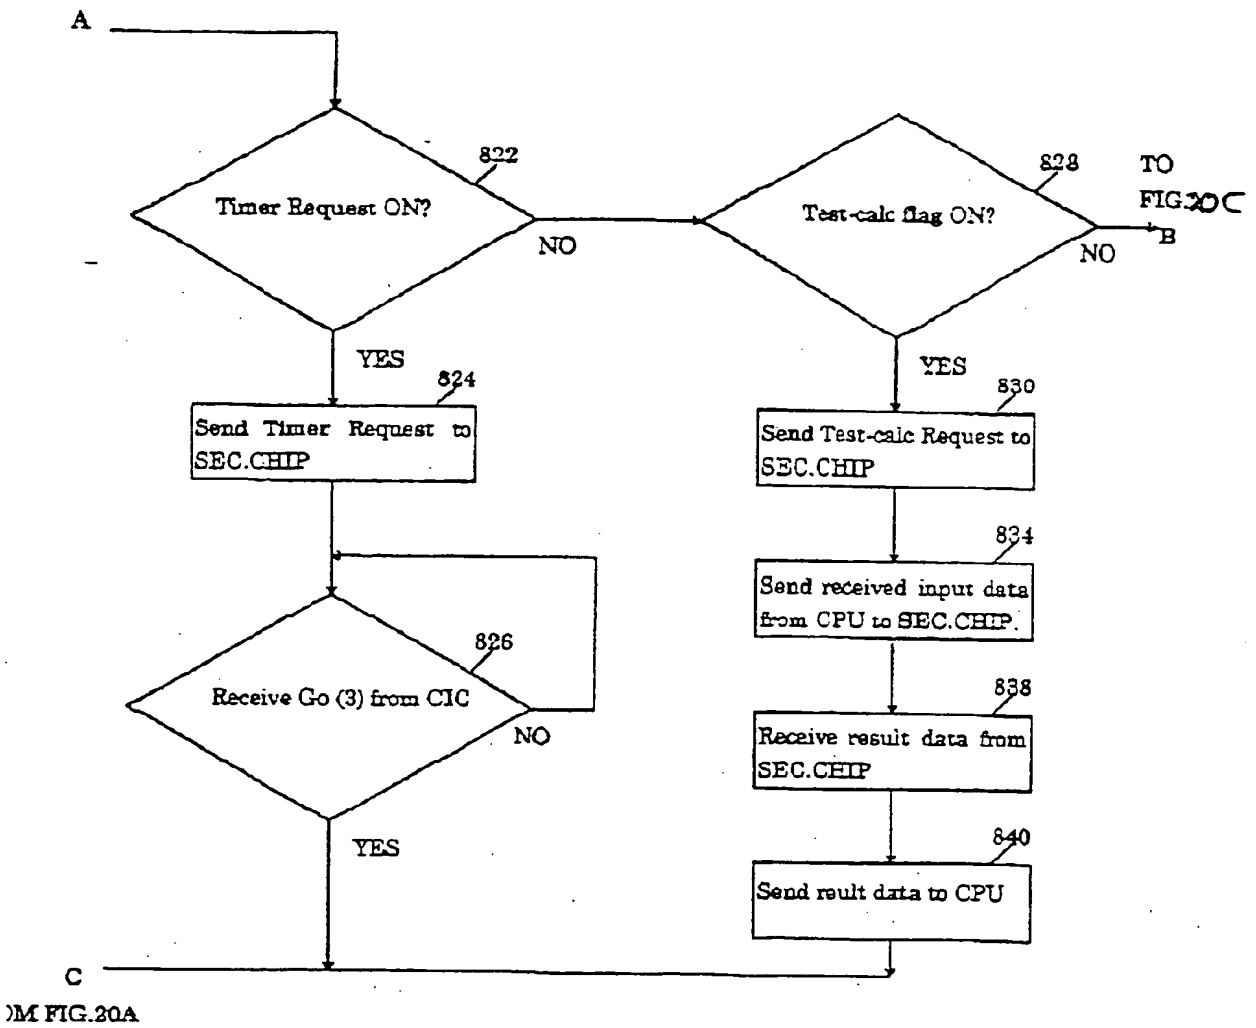 A
822
Timer Request ON?
NO
828
Test-calc flag ON?
NO
TO
FIG.20C
B
YES
824
Send Timer Request to
SEC.CHIP
YES
830
Send Test-calc Request to
SEC.CHIP
834
Send received input data
from CPU to SEC.CHIP.
826
Receive Go (3) from CIC
NO
838
Receive result data from
SEC.CHIP
YES
840
Send reult data to CPU
C
FIG.20A